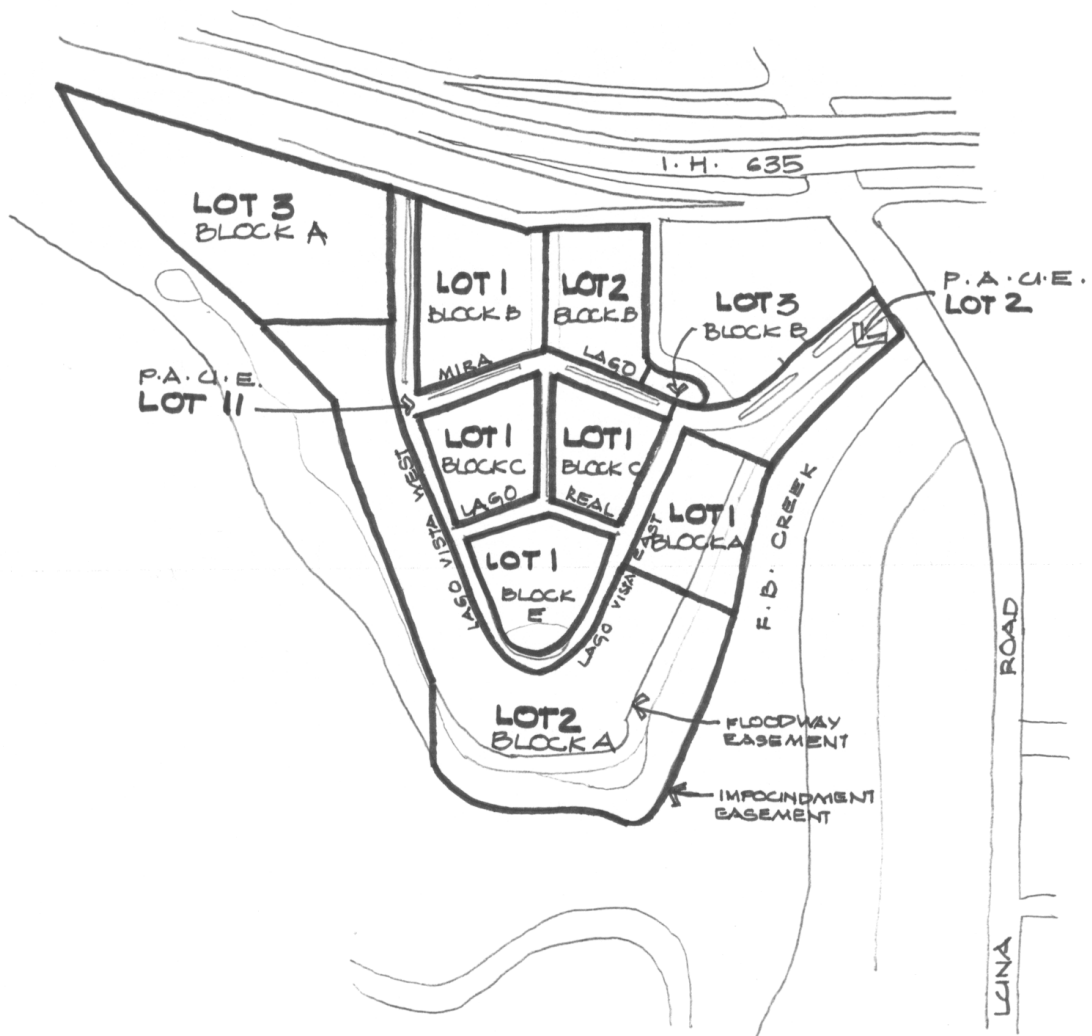 I.H. 635
LOT 3
BLOCK A
LOT 1
BLOCK B
LOT 2
BLOCK B
LOT 3
BLOCK B
P.A.U.E.
LOT 2
MIRA
LAGO
P.A.U.E.
LOT 11
LOT 1
BLOCK C
LOT 1
BLOCK C
LAGO
REAL
LAGO VISTA WEST
LOT 1
BLOCK A
F.B. CREEK
LOT 1
BLOCK
E
LAGO VISTA EAST
ROAD
LOT 2
BLOCK A
FLOODWAY
EASEMENT
IMPOUNDMENT
EASEMENT
LUNA